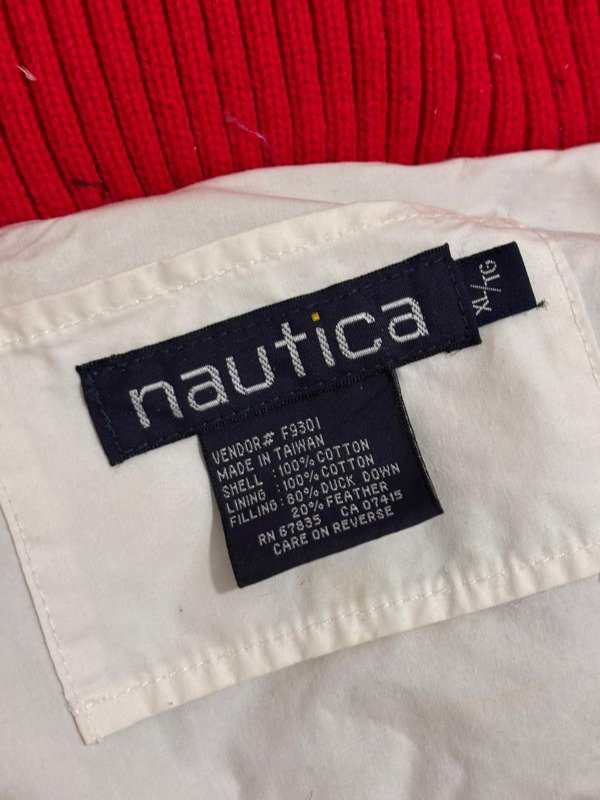 nautica
XL/TG
VENDOR# F9301
MADE IN TAIWAN
SHELL : 100% COTTON
LINING : 100% COTTON
FILLING : 80% DUCK DOWN
20% FEATHER
RN 67835 CA 07415
CARE ON REVERSE